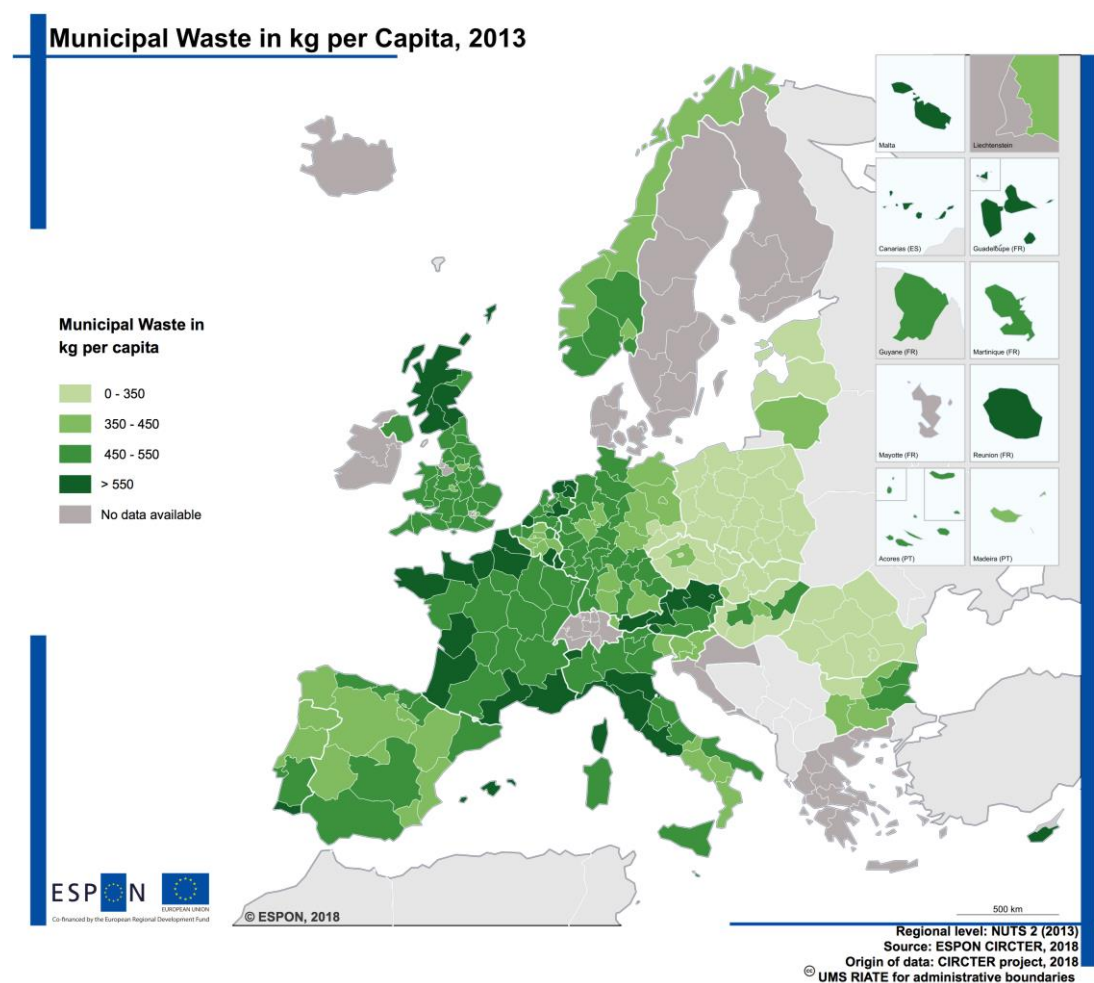 Municipal Waste in kg per Capita, 2013
Malta
Liechtenstein
Canarias (ES)
Guadeloupe (FR)
Guyane (FR)
Martinique (FR)
Mayotte (FR)
Reunion (FR)
Acores (PT)
Madeira (PT)
Municipal Waste in
kg per capita
0 - 350
350 - 450
450 - 550
> 550
No data available
ESPON
EUROPEAN UNION
Co-financed by the European Regional Development Fund
© ESPON, 2018
500 km
Regional level: NUTS 2 (2013)
Source: ESPON CIRCTER, 2018
Origin of data: CIRCTER project, 2018
UMS RIATE for administrative boundaries